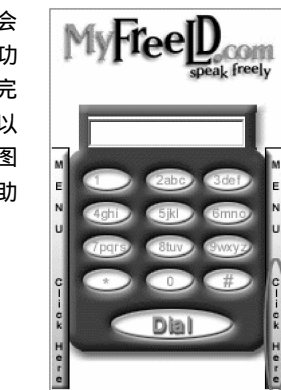 会
功
完
以
图
助
MyFreeLD.com
speak freely
MENU Click Here
1 2abc 3def
4ghi 5jkl 6mno
7pqrs 8tuv 9wxyz
* 0 #
Dial
MENU Click Here